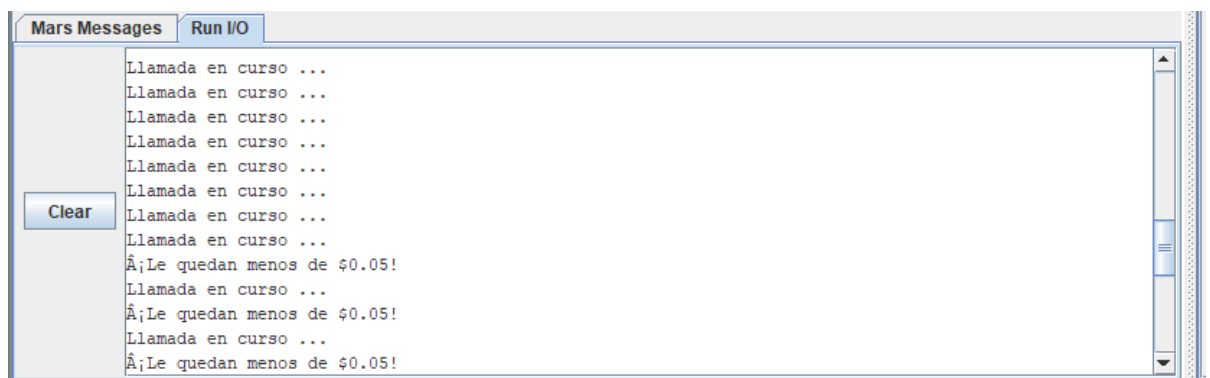 Mars Messages Run I/O
Llamada en curso ...
Llamada en curso ...
Llamada en curso ...
Llamada en curso ...
Llamada en curso ...
Llamada en curso ...
Clear
Llamada en curso ...
Llamada en curso ...
Â¡Le quedan menos de $0.05!
Llamada en curso ...
Â¡Le quedan menos de $0.05!
Llamada en curso ...
Â¡Le quedan menos de $0.05!